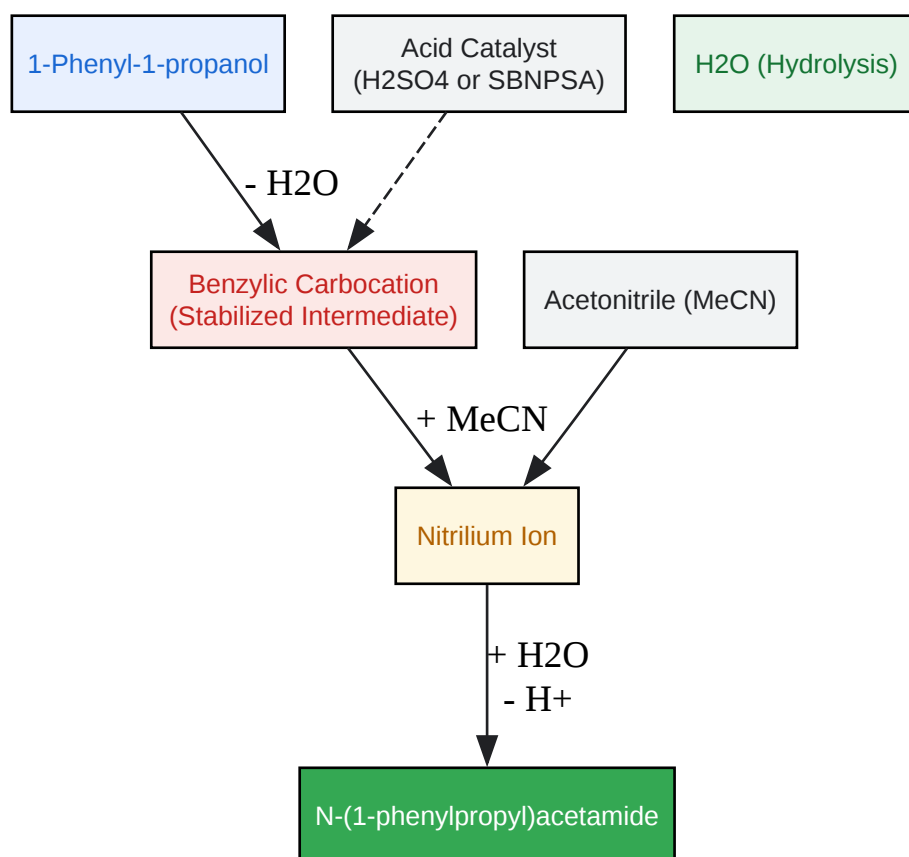 1-Phenyl-1-propanol
Acid Catalyst
(H2SO4 or SBNPSA)
H2O (Hydrolysis)
- H2O
Benzylic Carbocation
(Stabilized Intermediate)
Acetonitrile (MeCN)
+ MeCN
Nitrilium Ion
+ H2O
- H+
N-(1-phenylpropyl)acetamide